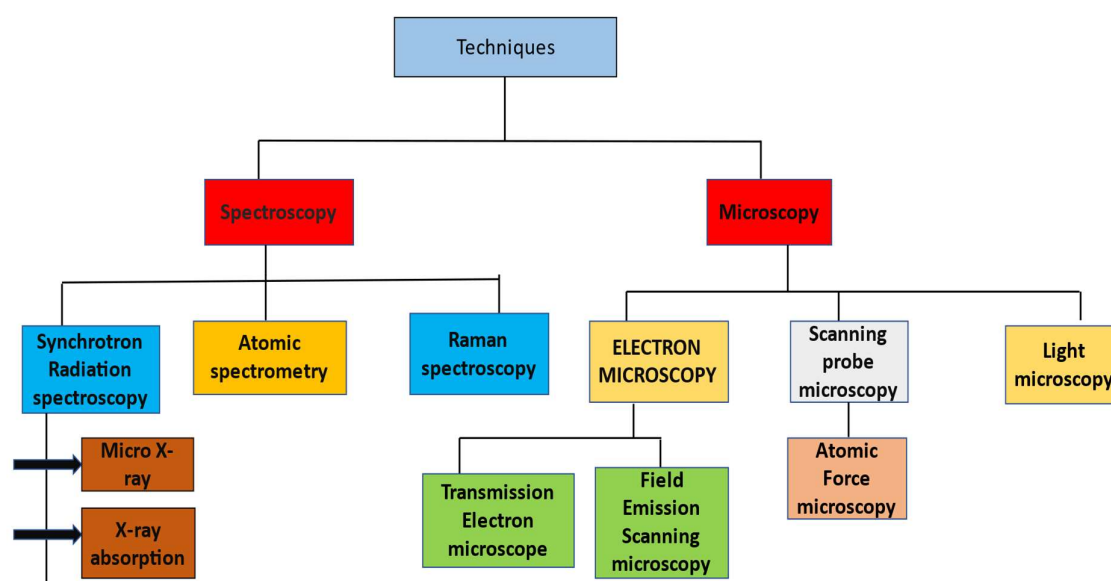 Techniques
Spectroscopy
Microscopy
Synchrotron
Radiation
spectroscopy
Atomic
spectrometry
Raman
spectroscopy
ELECTRON
MICROSCOPY
Scanning
probe
microscopy
Light
microscopy
Micro X-
ray
X-ray
absorption
Transmission
Electron
microscope
Field
Emission
Scanning
microscopy
Atomic
Force
microscopy